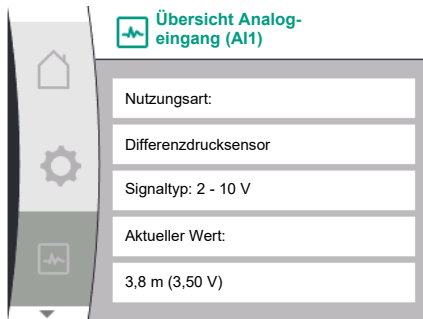 Übersicht Analog-
eingang (AI1)
Nutzungsart:
Differenzdrucksensor
Signaltyp: 2 - 10 V
Aktueller Wert:
3,8 m (3,50 V)